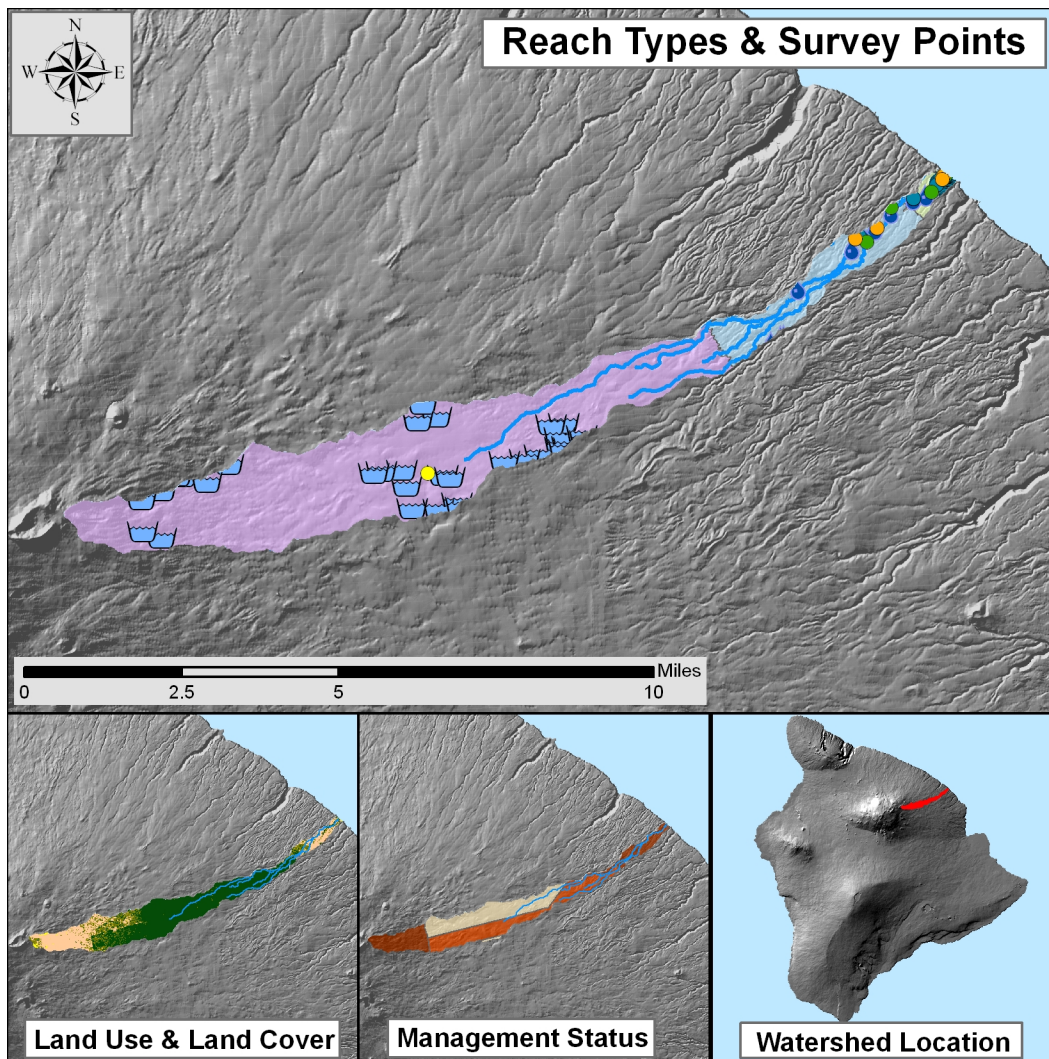 Reach Types & Survey Points
N
W E
S
Miles
0 2.5 5 10
Land Use & Land Cover
Management Status
Watershed Location